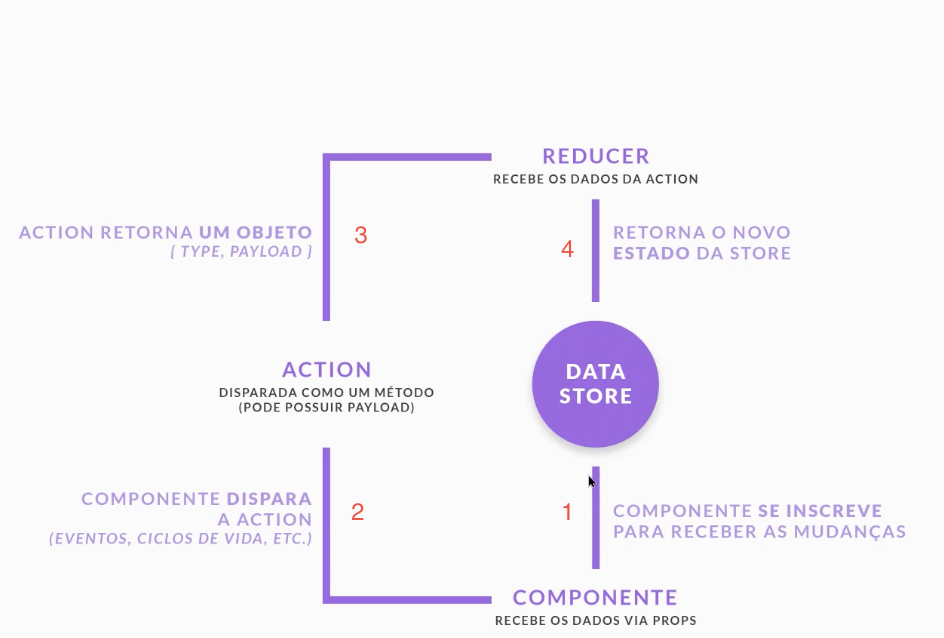 REDUCER
RECEBE OS DADOS DA ACTION
ACTION RETORNA UM OBJETO
{ TYPE, PAYLOAD }
3
4
RETORNA O NOVO
ESTADO DA STORE
ACTION
DISPARADA COMO UM MÉTODO
(PODE POSSUIR PAYLOAD)
DATA
STORE
COMPONENTE DISPARA
A ACTION
(EVENTOS, CICLOS DE VIDA, ETC.)
2
1
COMPONENTE SE INSCREVE
PARA RECEBER AS MUDANÇAS
COMPONENTE
RECEBE OS DADOS VIA PROPS